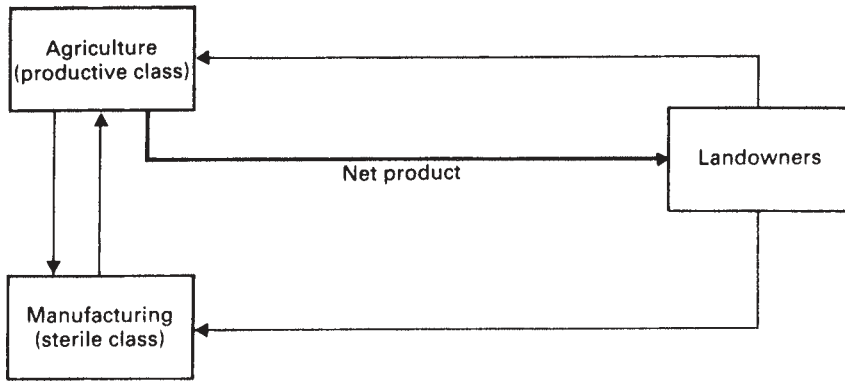 Agriculture
(productive class)
Landowners
Net product
Manufacturing
(sterile class)